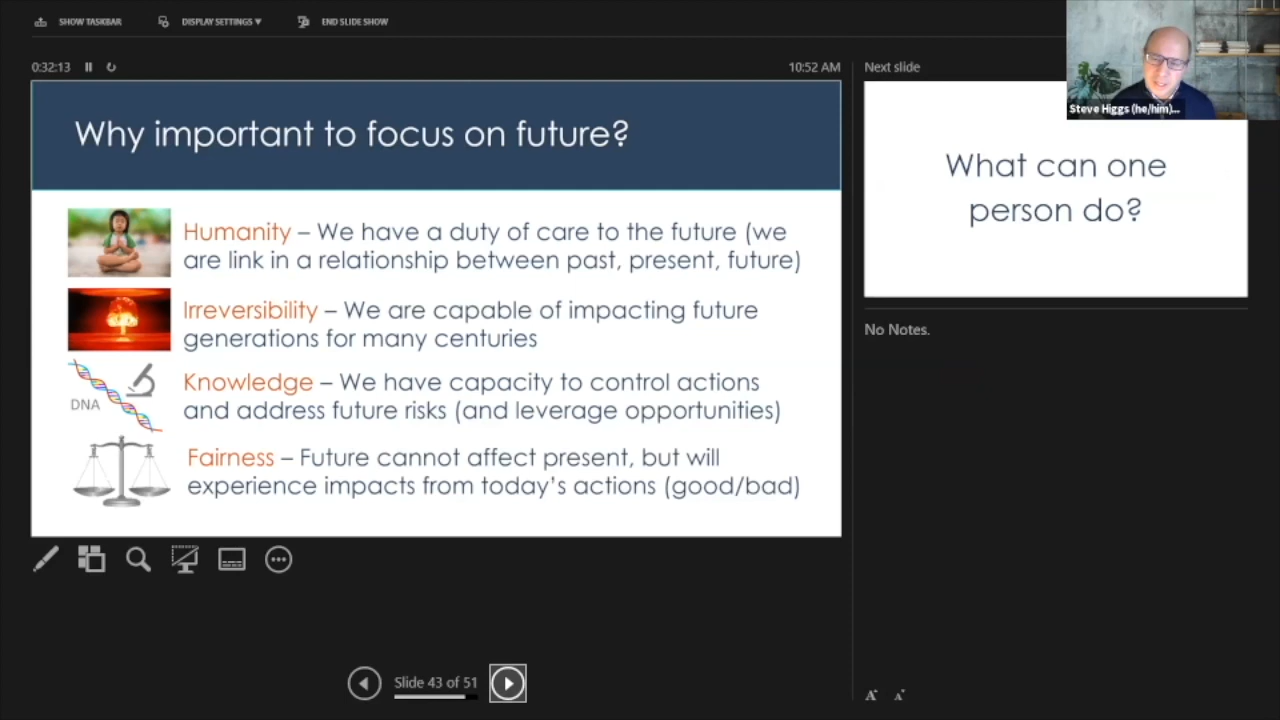 SHOW TASKBAR
DISPLAY SETTINGS ▼
END SLIDE SHOW
0:32:13
10:52 AM
Next slide
Steve Higgs (he/him)...
Why important to focus on future?
Humanity – We have a duty of care to the future (we
are link in a relationship between past, present, future)
Irreversibility – We are capable of impacting future
generations for many centuries
DNA
Knowledge – We have capacity to control actions
and address future risks (and leverage opportunities)
Fairness – Future cannot affect present, but will
experience impacts from today's actions (good/bad)
What can one
person do?
No Notes.
Slide 43 of 51
A A